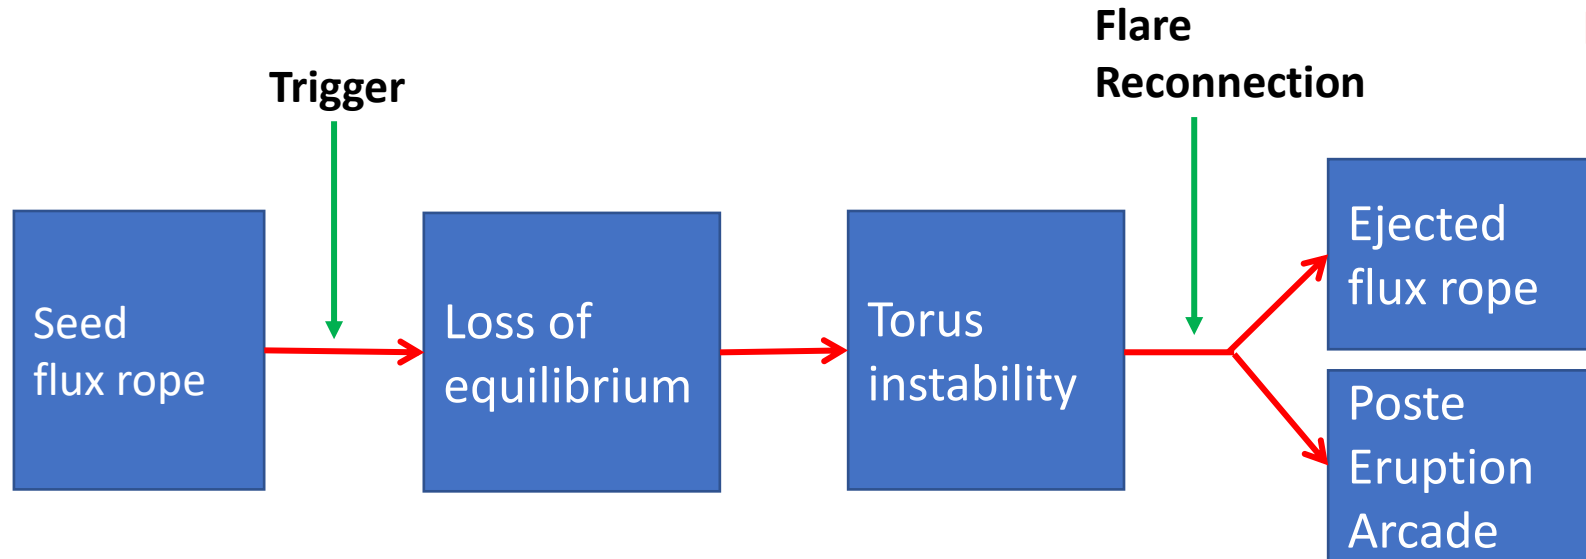 Flare
Reconnection
Trigger
Seed
flux rope
Loss of
equilibrium
Torus
instability
Ejected
flux rope
Poste
Eruption
Arcade